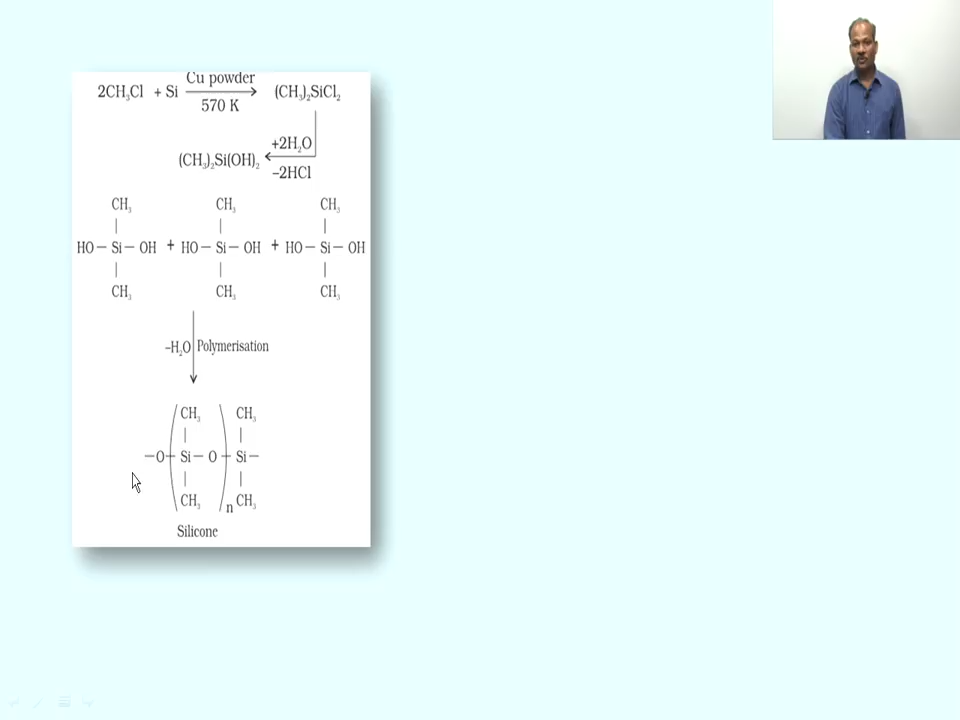 2CH₃Cl + Si Cu powder 570 K (CH₃)₂SiCl₂
+2H₂O
(CH₃)₂Si(OH)₂
–2HCl
CH₃ CH₃ CH₃
HO — Si — OH + HO — Si — OH + HO — Si — OH
CH₃ CH₃ CH₃
–H₂O Polymerisation
CH₃ CH₃
—O—(Si — O—)Si —
CH₃ n CH₃
Silicone